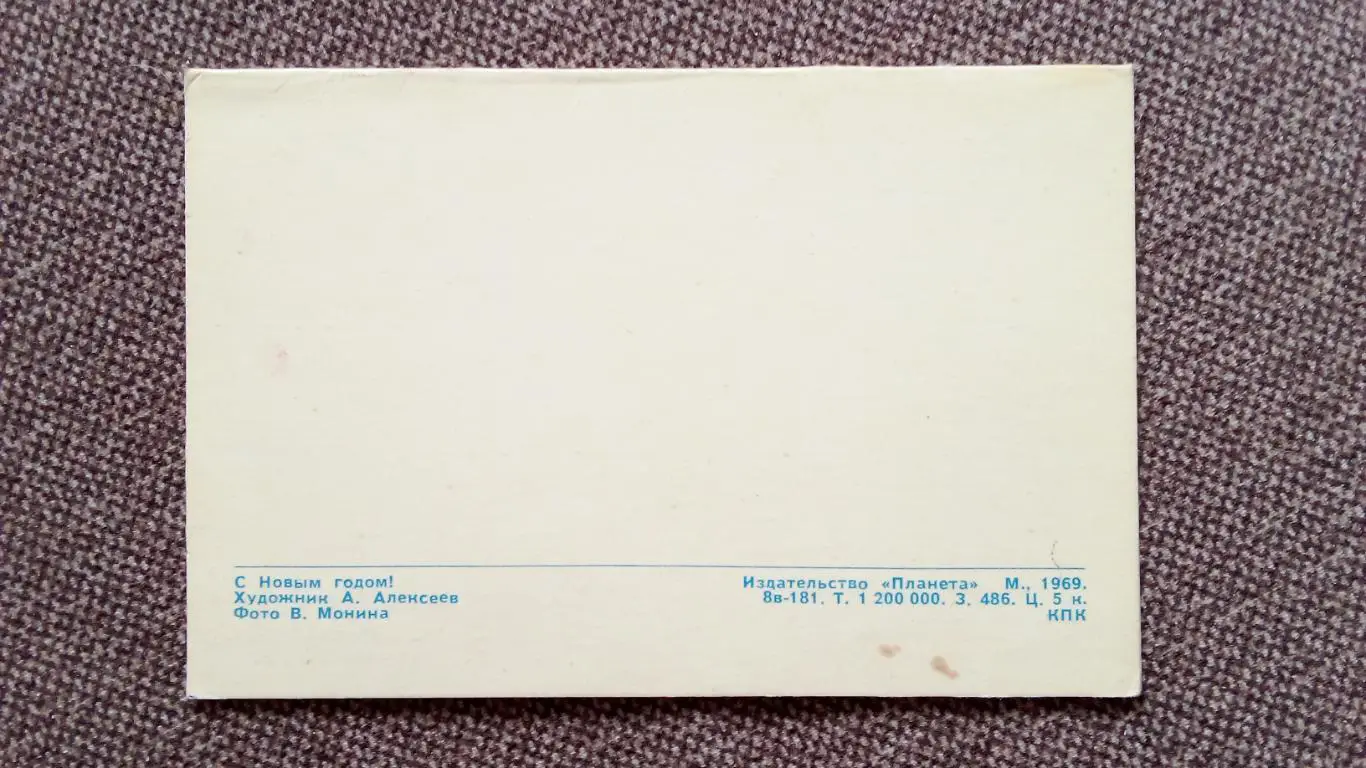 С Новым годом!
Художник А. Алексеев
Фото В. Монина
Издательство «Планета» М., 1969.
8в-181. Т. 1 200 000. З. 486. Ц. 5 к.
КПК